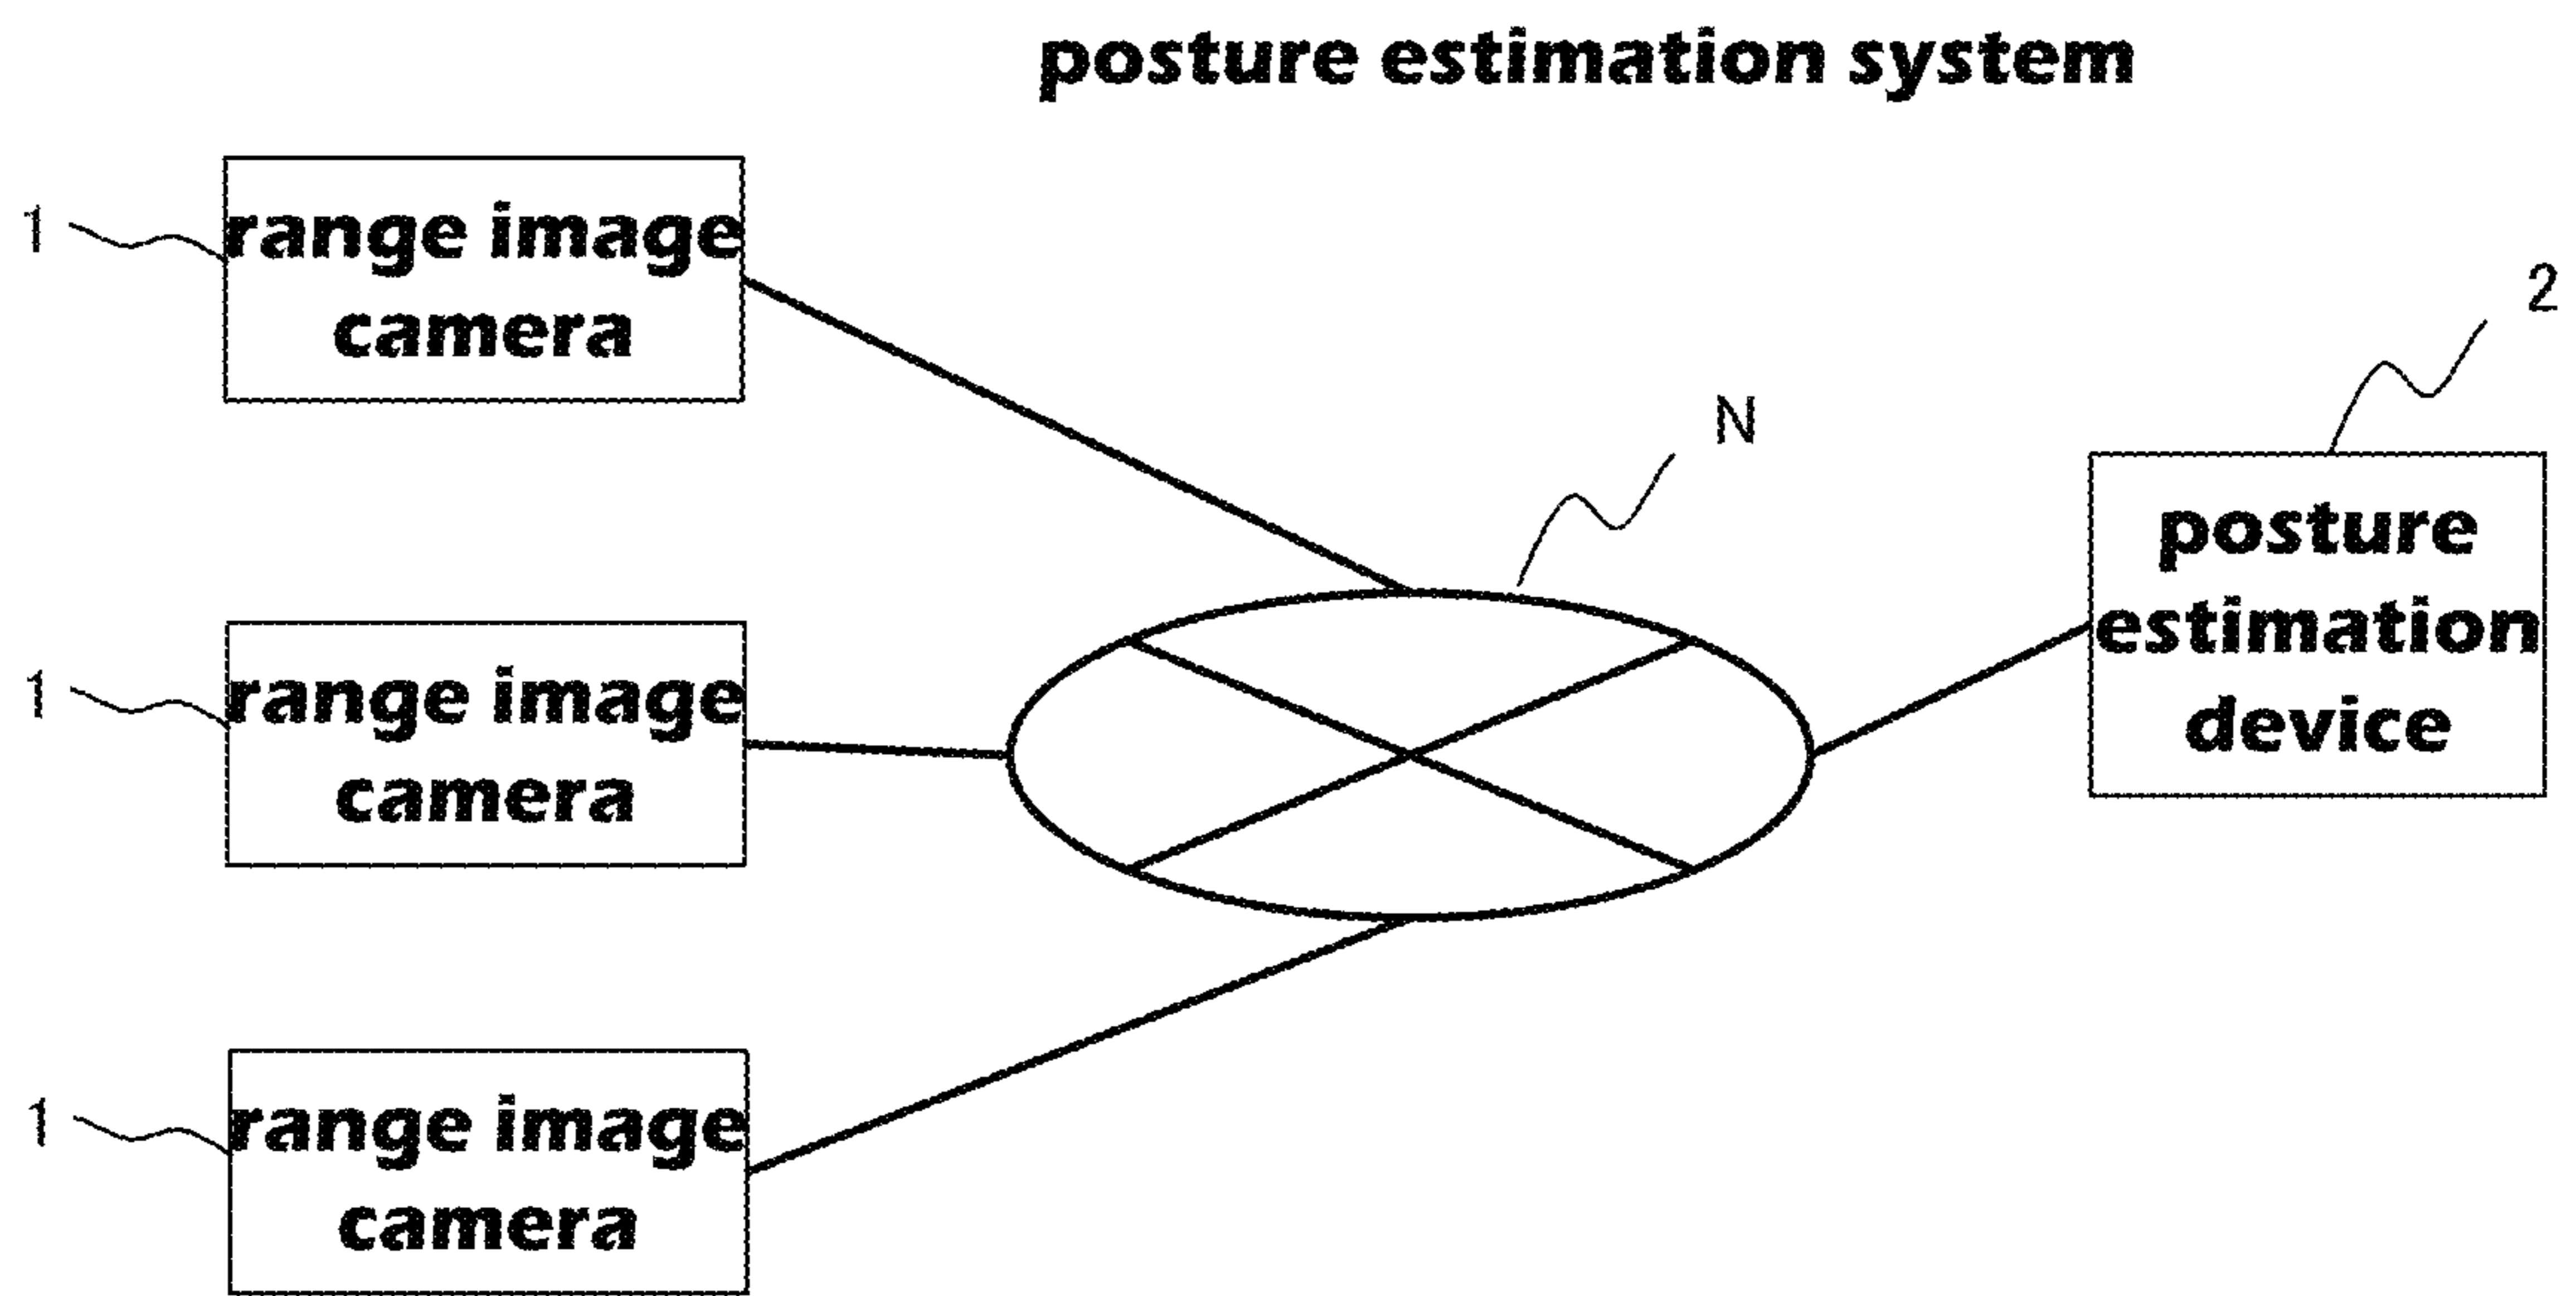 posture estimation system
1
range image
camera
2
N
posture
estimation
device
1
range image
camera
1
range image
camera